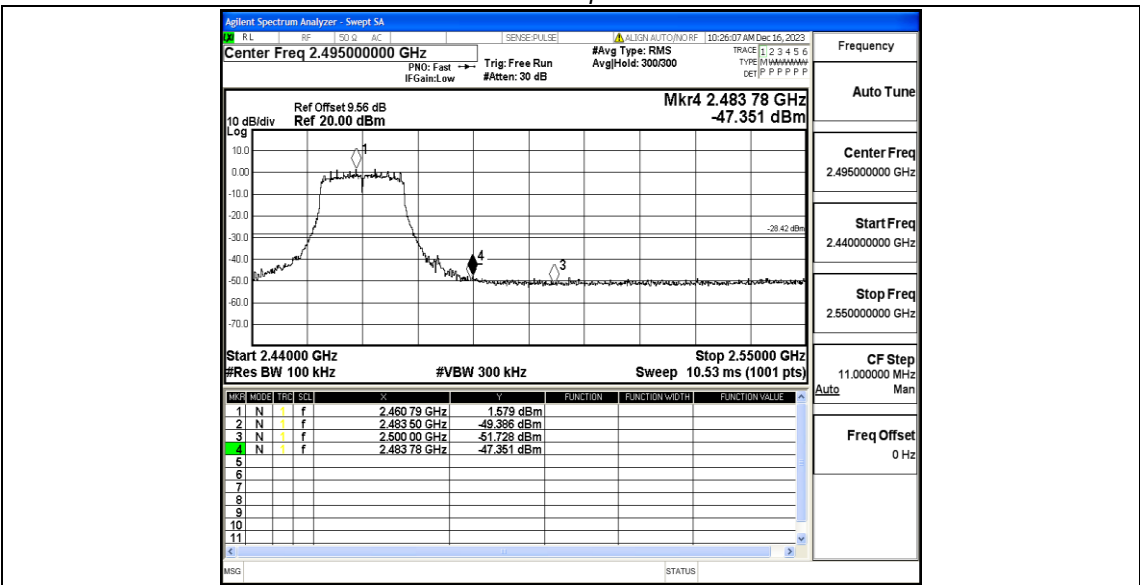 Agilent Spectrum Analyzer - Swept SA
RL RF 50 Ω AC SENSE:PULSE ALIGN AUTO/NO RF 10:26:07 AM Dec 16, 2023
Center Freq 2.495000000 GHz
PNO: Fast
IFGain:Low
Trig: Free Run
#Atten: 30 dB
#Avg Type: RMS
Avg|Hold: 300/300
TRACE 1 2 3 4 5 6
TYPE M
DET P P P P P P
Ref Offset 9.56 dB
Ref 20.00 dBm
Mkr4 2.483 78 GHz
-47.351 dBm
10 dB/div
Log
10.0
0.00
-10.0
-20.0
-30.0
-40.0
-50.0
-60.0
-70.0
1
4
3
-28.42 dBm
Start 2.44000 GHz Stop 2.55000 GHz
#Res BW 100 kHz #VBW 300 kHz Sweep 10.53 ms (1001 pts)
MKR MODE TRC SCL X Y FUNCTION FUNCTION WIDTH FUNCTION VALUE
1 N 1 f 2.460 79 GHz 1.579 dBm
2 N 1 f 2.483 50 GHz -49.386 dBm
3 N 1 f 2.500 00 GHz -51.728 dBm
4 N 1 f 2.483 78 GHz -47.351 dBm
5
6
7
8
9
10
11
MSG STATUS
Frequency
Auto Tune
Center Freq
2.495000000 GHz
Start Freq
2.440000000 GHz
Stop Freq
2.550000000 GHz
CF Step
11.000000 MHz
Auto Man
Freq Offset
0 Hz